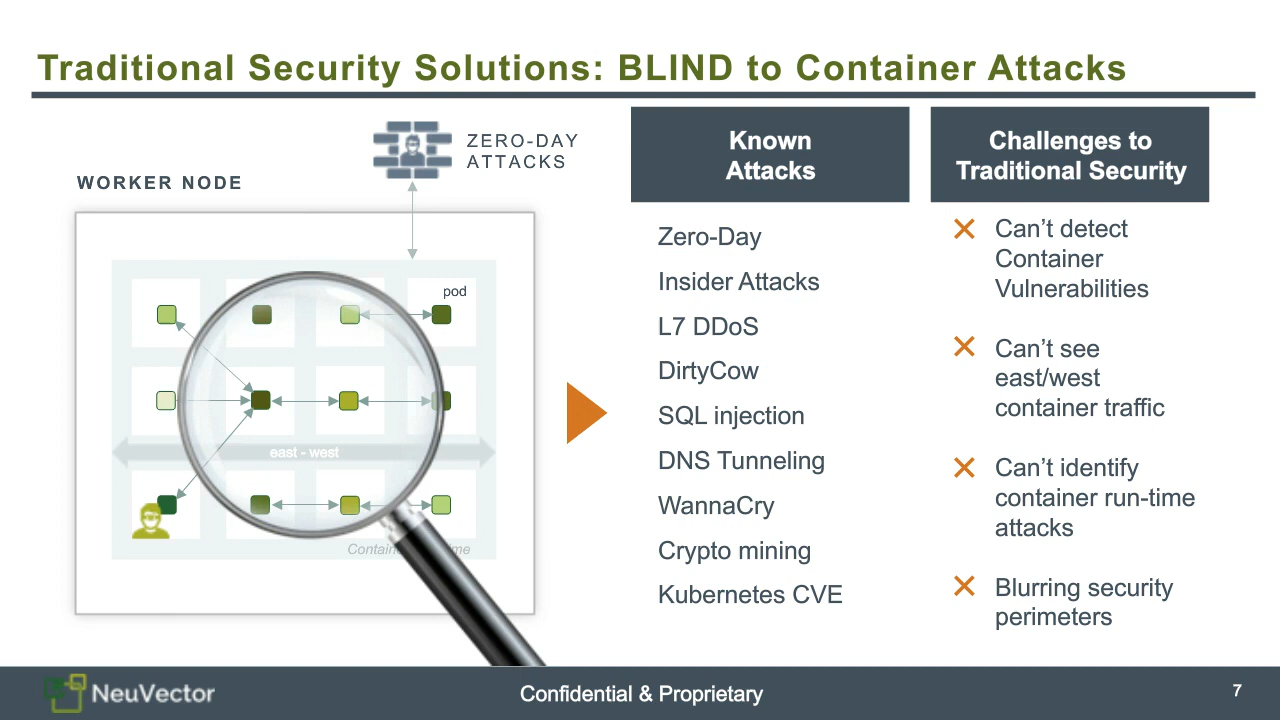 Traditional Security Solutions: BLIND to Container Attacks
ZERO-DAY
ATTACKS
WORKER NODE
pod
east - west
Known
Attacks
Zero-Day
Insider Attacks
L7 DDoS
DirtyCow
SQL injection
DNS Tunneling
WannaCry
Crypto mining
Kubernetes CVE
Challenges to
Traditional Security
Can’t detect
Container
Vulnerabilities
Can’t see
east/west
container traffic
Can’t identify
container run-time
attacks
Blurring security
perimeters
NeuVector
Confidential & Proprietary
7